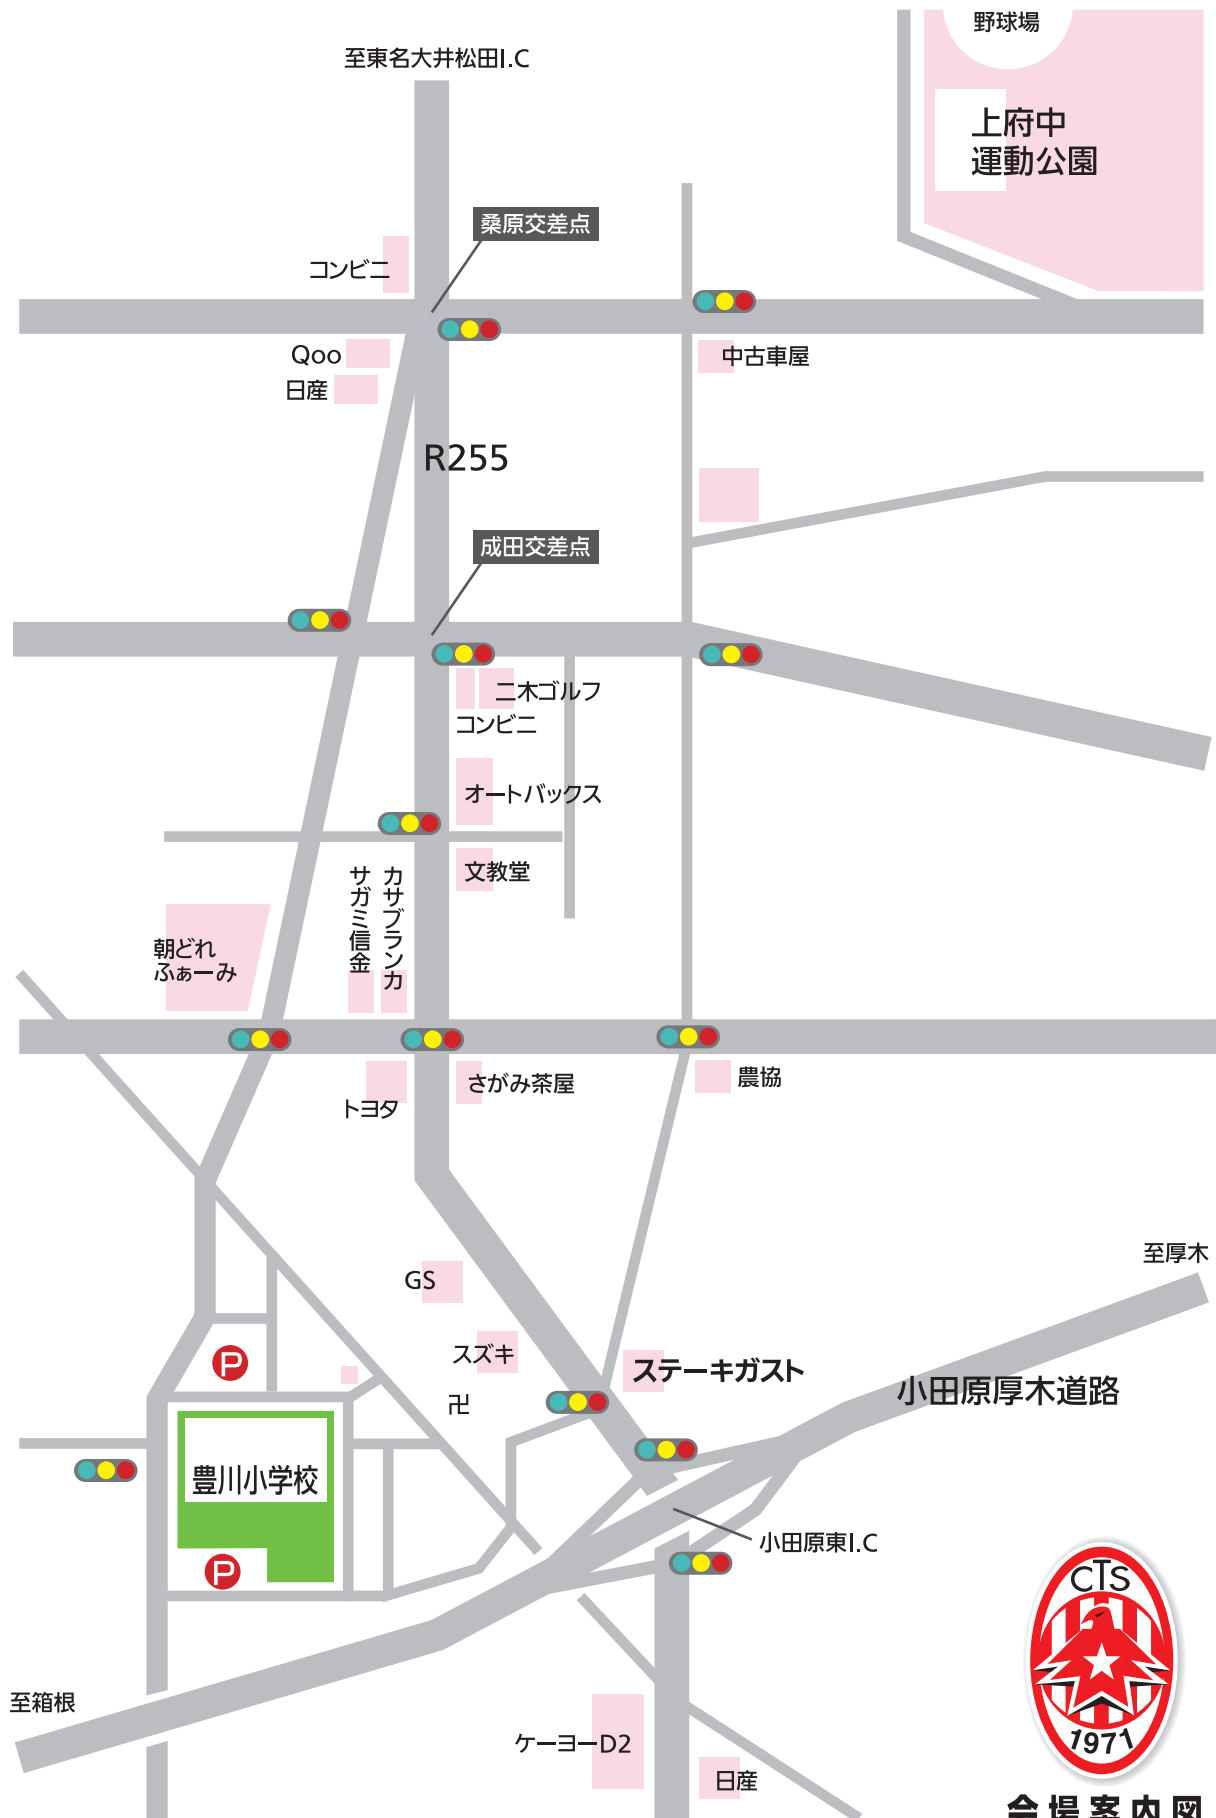 野球場
至東名大井松田I.C
上府中
運動公園
桑原交差点
コンビニ
Qoo
中古車屋
日産
R255
成田交差点
二木ゴルフ
コンビニ
オートバックス
文教堂
カサブランカ
サガミ信金
朝どれ
ふぁーみ
さがみ茶屋
農協
トヨタ
至厚木
GS
スズキ
ステーキガスト
小田原厚木道路
卍
P
豊川小学校
小田原東I.C
P
CTS
至箱根
1971
ケーヨーD2
日産
会場案内図